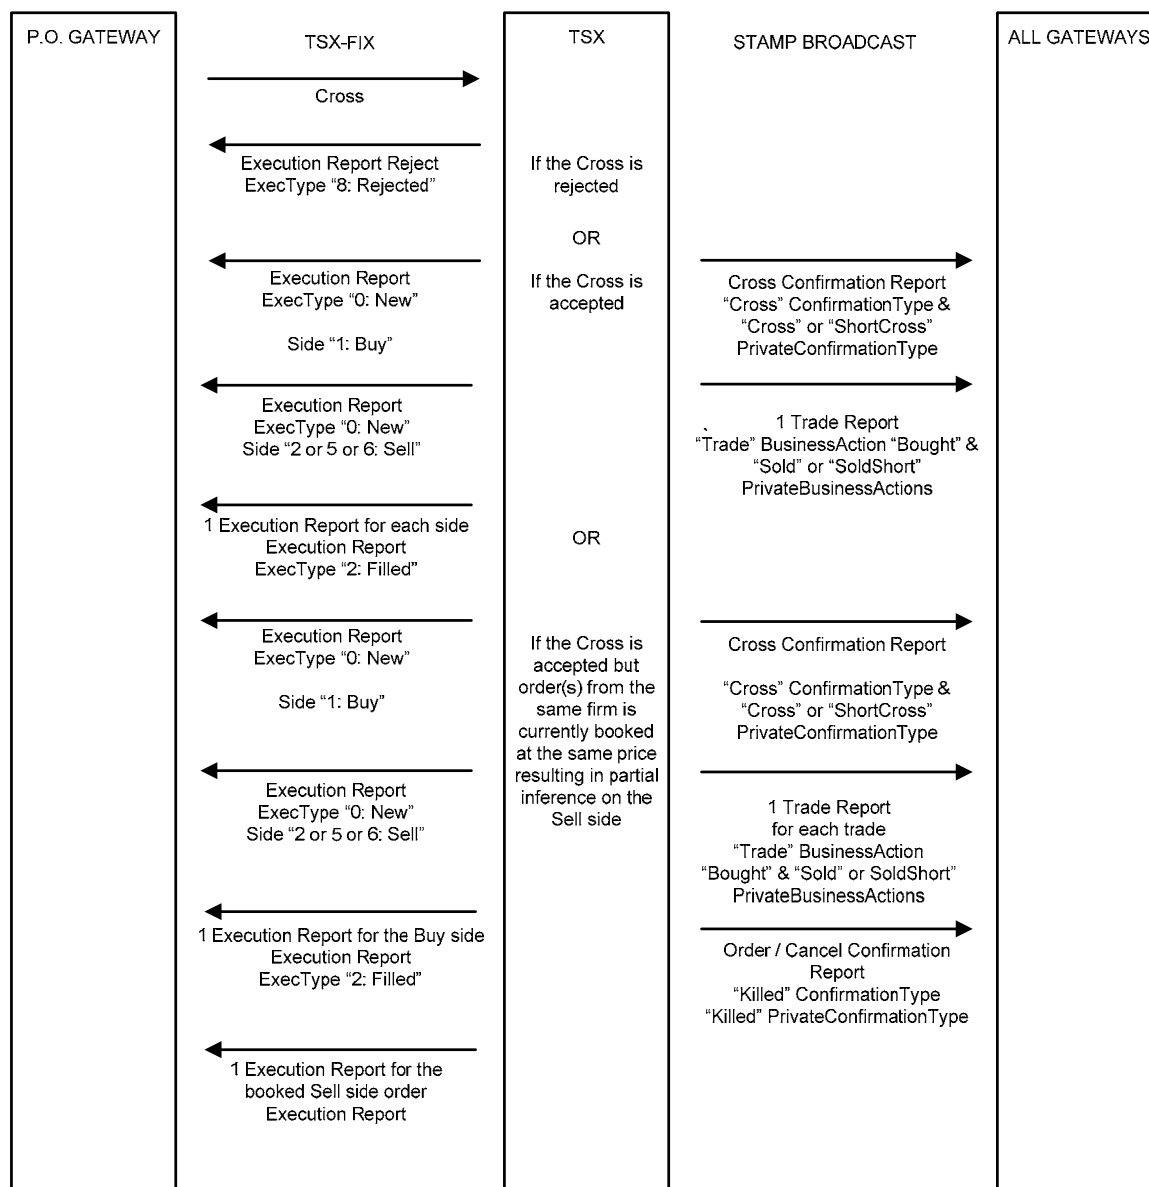 P.O. GATEWAY
TSX-FIX
TSX
STAMP BROADCAST
ALL GATEWAYS
Cross
Execution Report Reject
ExecType “8: Rejected”
If the Cross is
rejected
OR
Execution Report
ExecType “0: New”
Side “1: Buy”
If the Cross is
accepted
Cross Confirmation Report
“Cross” ConfirmationType &
“Cross” or “ShortCross”
PrivateConfirmationType
Execution Report
ExecType “0: New”
Side “2 or 5 or 6: Sell”
1 Trade Report
“Trade” BusinessAction “Bought” &
“Sold” or “SoldShort”
PrivateBusinessActions
1 Execution Report for each side
Execution Report
ExecType “2: Filled”
OR
Execution Report
ExecType “0: New”
Side “1: Buy”
If the Cross is
accepted but
order(s) from the
same firm is
currently booked
at the same price
resulting in partial
inference on the
Sell side
Cross Confirmation Report
“Cross” ConfirmationType &
“Cross” or “ShortCross”
PrivateConfirmationType
Execution Report
ExecType “0: New”
Side “2 or 5 or 6: Sell”
1 Trade Report
for each trade
“Trade” BusinessAction
“Bought” & “Sold” or SoldShort”
PrivateBusinessActions
1 Execution Report for the Buy side
Execution Report
ExecType “2: Filled”
Order / Cancel Confirmation
Report
“Killed” ConfirmationType
“Killed” PrivateConfirmationType
1 Execution Report for the
booked Sell side order
Execution Report